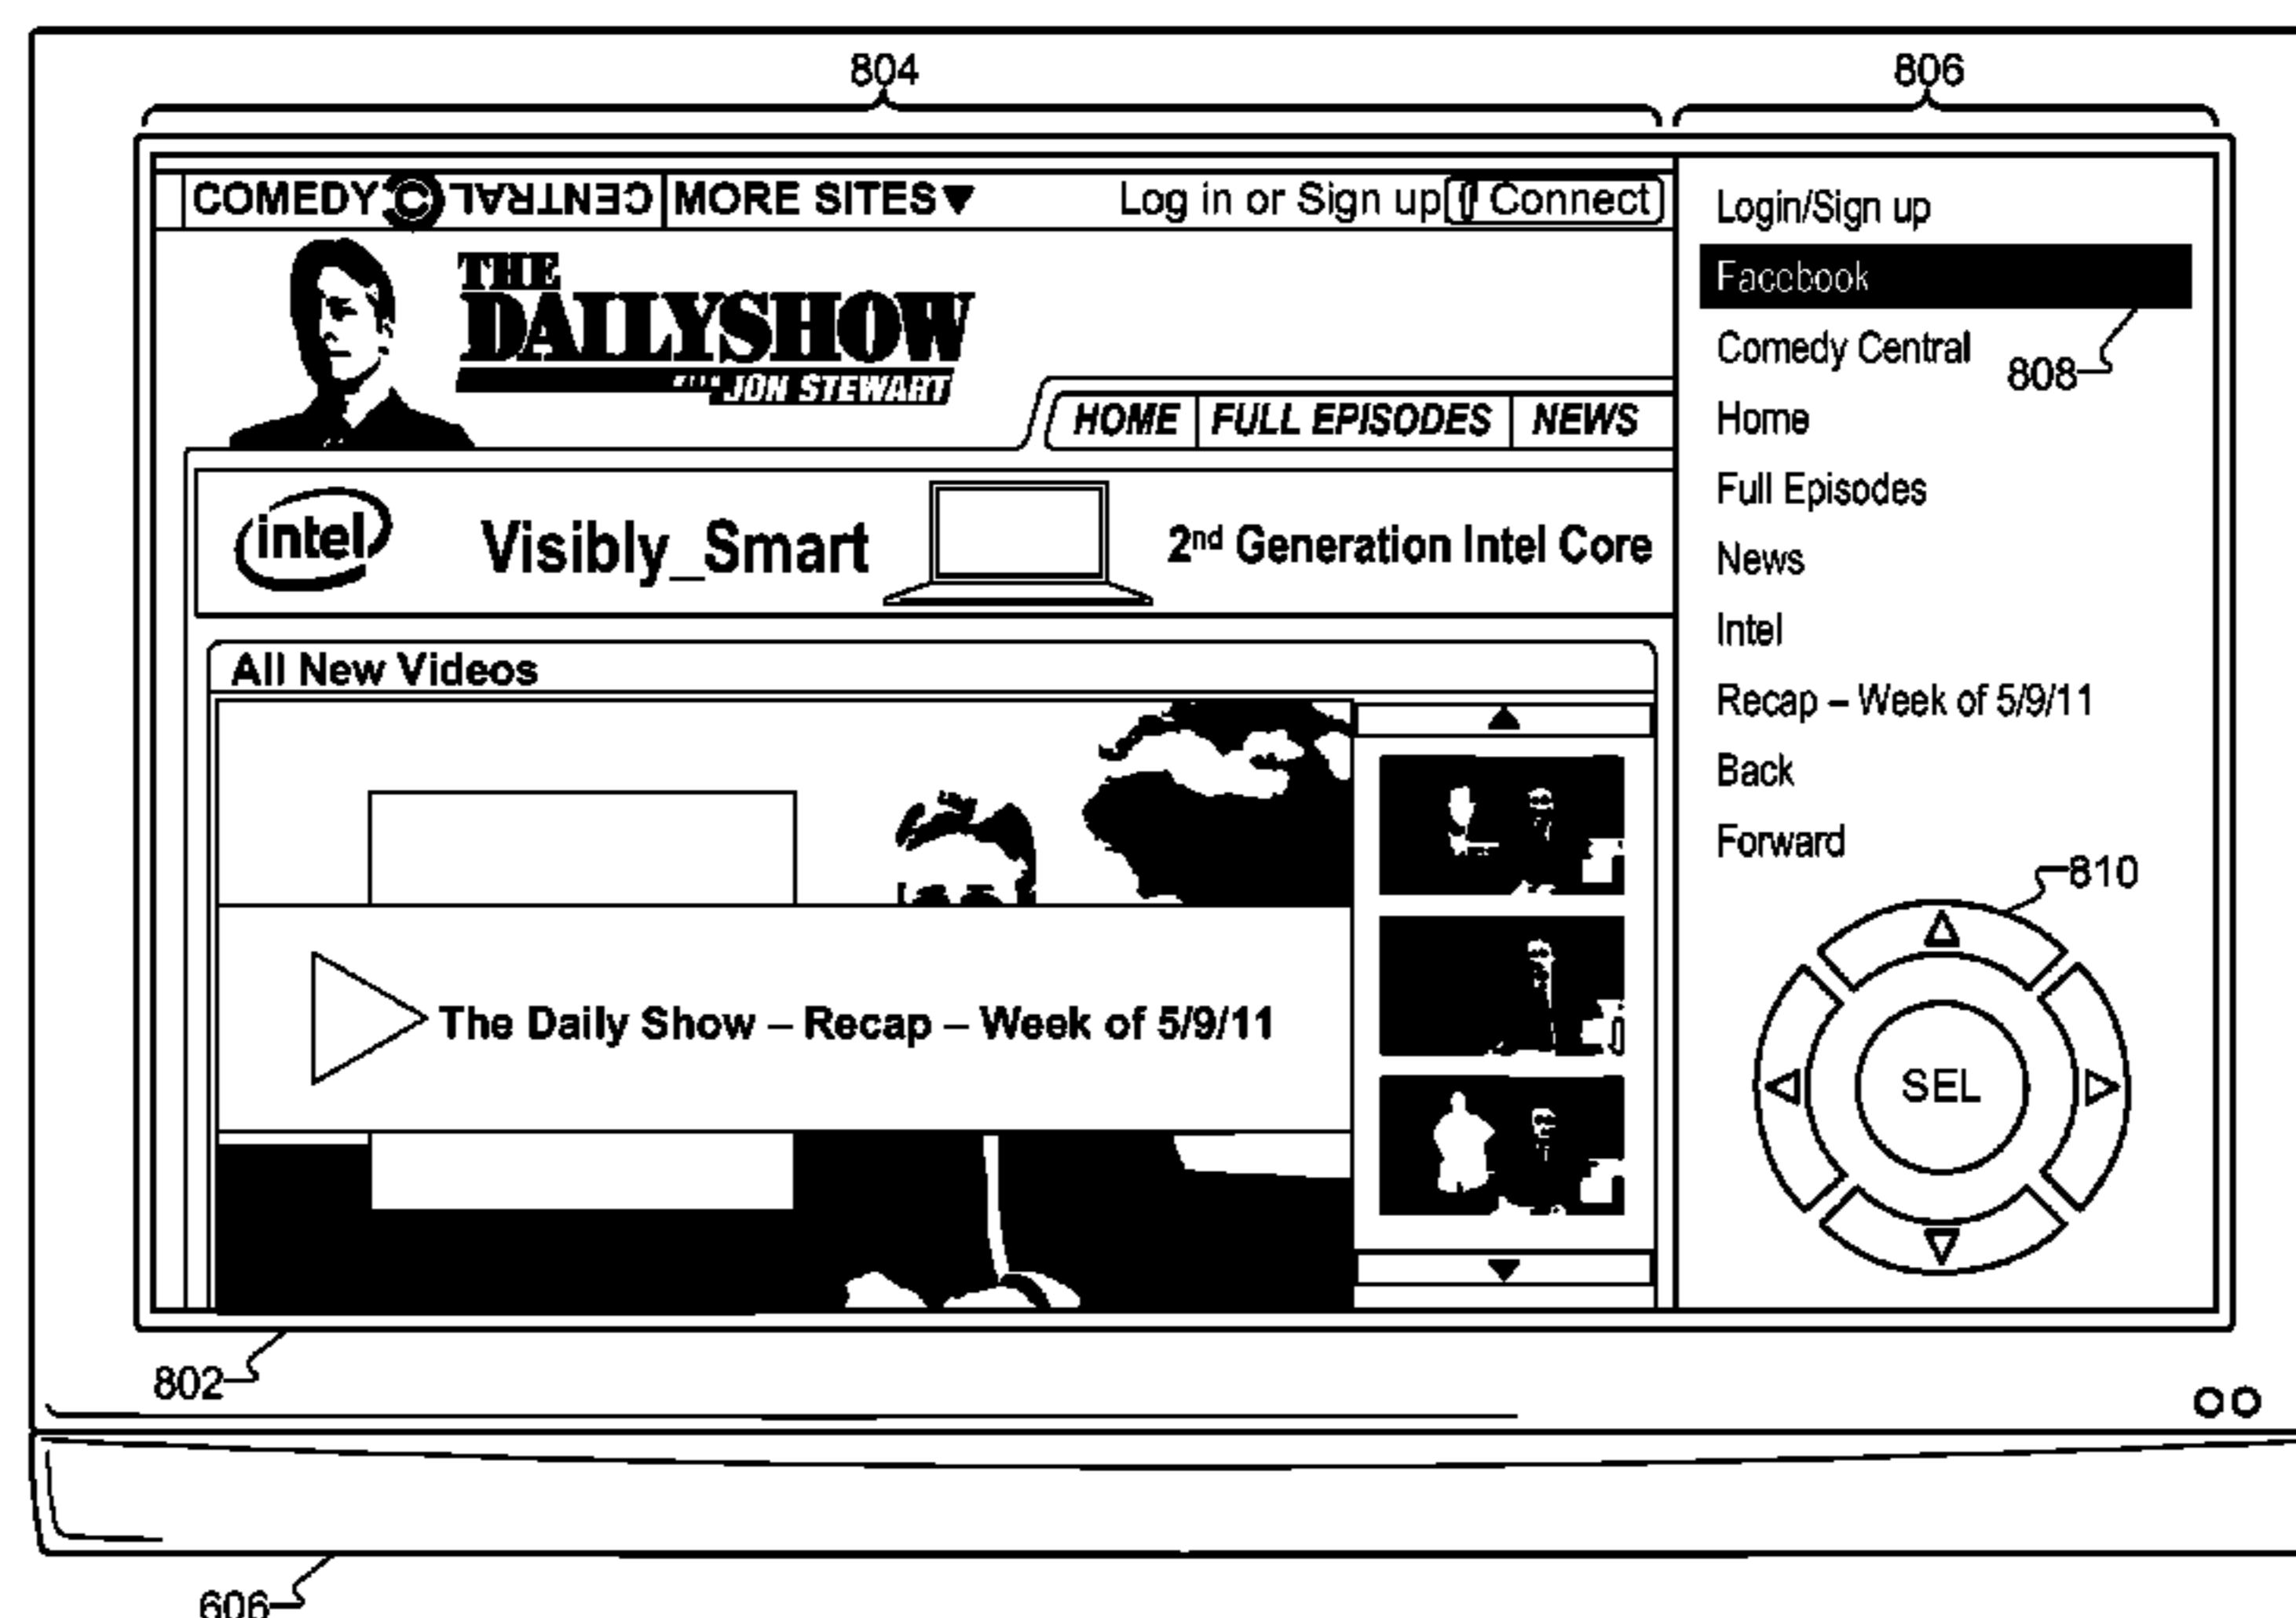 804
806
COMEDY C CENTRAL MORE SITES▼ Log in or Sign up f Connect
THE
DAILYSHOW
WITH JON STEWART
HOME FULL EPISODES NEWS
intel Visibly_Smart 2nd Generation Intel Core
All New Videos
The Daily Show – Recap – Week of 5/9/11
Login/Sign up
Facebook
808
Comedy Central
Home
Full Episodes
News
Intel
Recap – Week of 5/9/11
Back
Forward
810
SEL
802
606